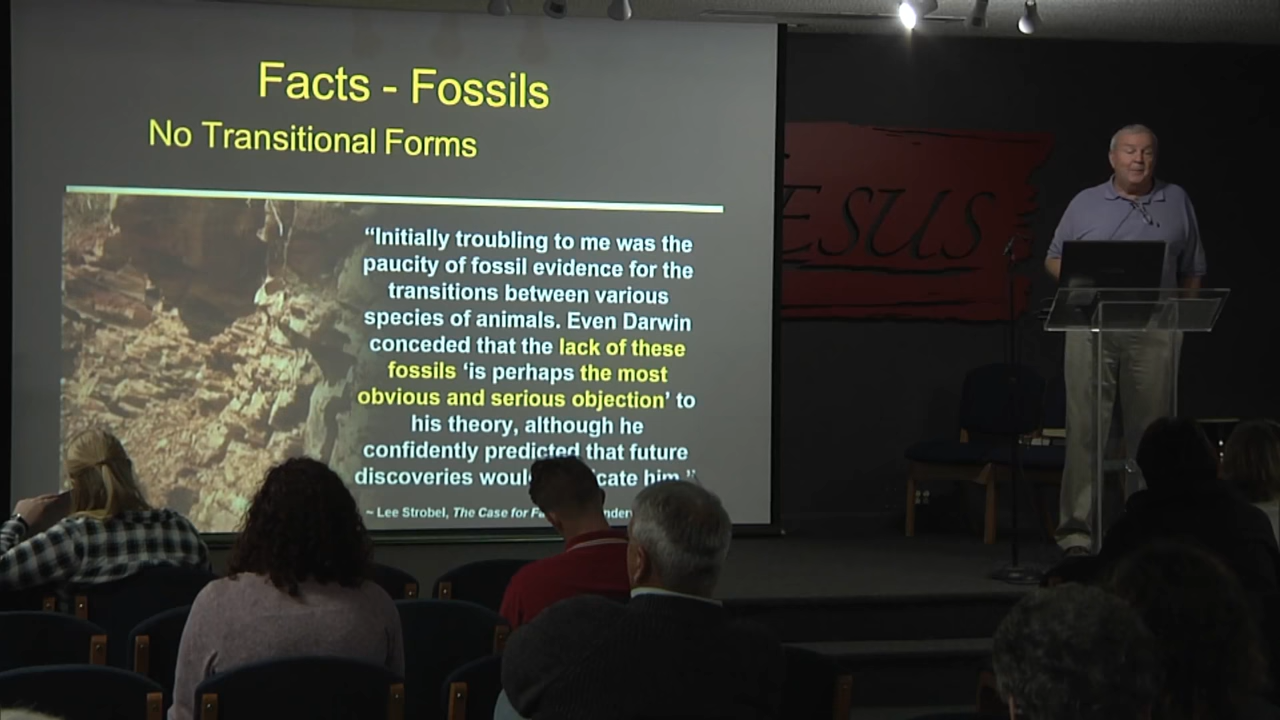 Facts - Fossils
No Transitional Forms
“Initially troubling to me was the
paucity of fossil evidence for the
transitions between various
species of animals. Even Darwin
conceded that the lack of these
fossils ‘is perhaps the most
obvious and serious objection’ to
his theory, although he
confidently predicted that future
discoveries him.”
~ Lee Strobel, The Case for
ESUS